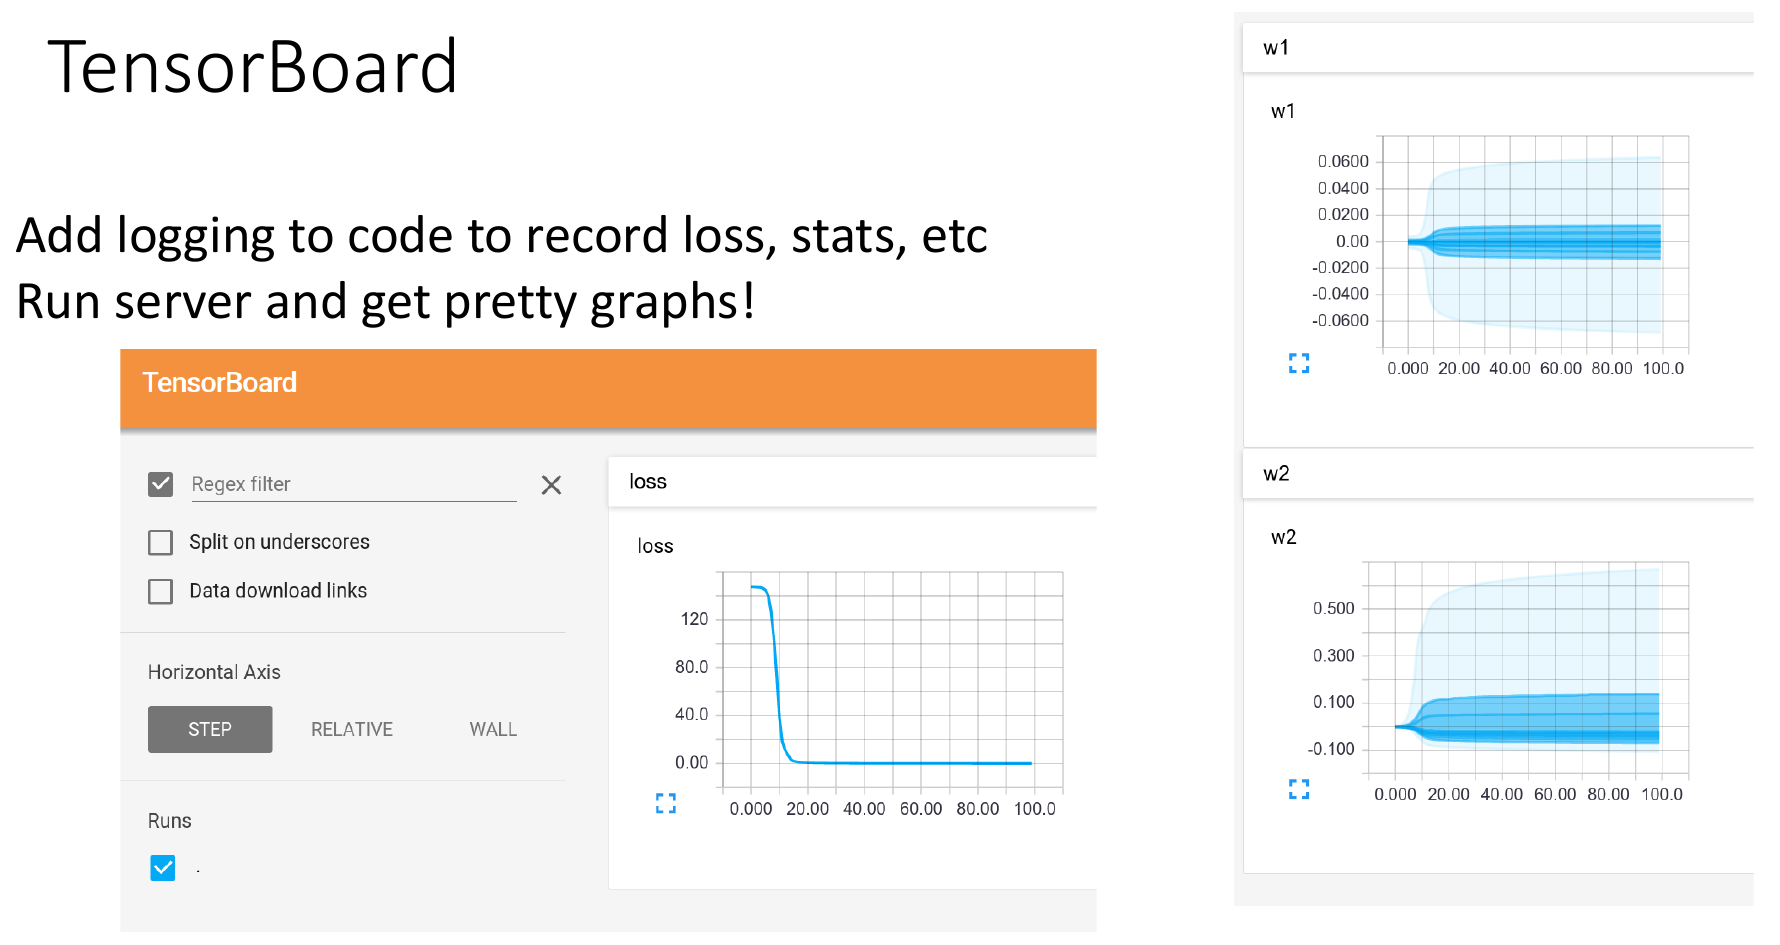 TensorBoard
Add logging to code to record loss, stats, etc
Run server and get pretty graphs!
TensorBoard
Regex filter
Split on underscores
Data download links
Horizontal Axis
STEP RELATIVE WALL
Runs
.
loss
loss
120
80.0
40.0
0.00
0.000 20.00 40.00 60.00 80.00 100.0
w1
w1
0.0600
0.0400
0.0200
0.00
-0.0200
-0.0400
-0.0600
0.000 20.00 40.00 60.00 80.00 100.0
w2
w2
0.500
0.300
0.100
-0.100
0.000 20.00 40.00 60.00 80.00 100.0